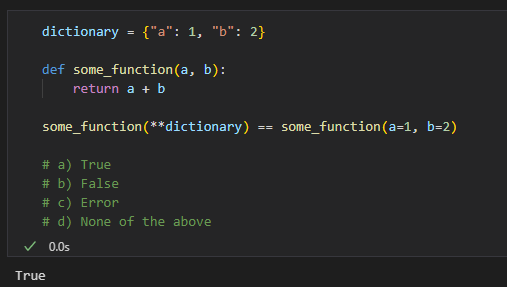 dictionary = {"a": 1, "b": 2}
def some_function(a, b):
    return a + b
some_function(**dictionary) == some_function(a=1, b=2)
# a) True
# b) False
# c) Error
# d) None of the above
✓ 0.0s
True